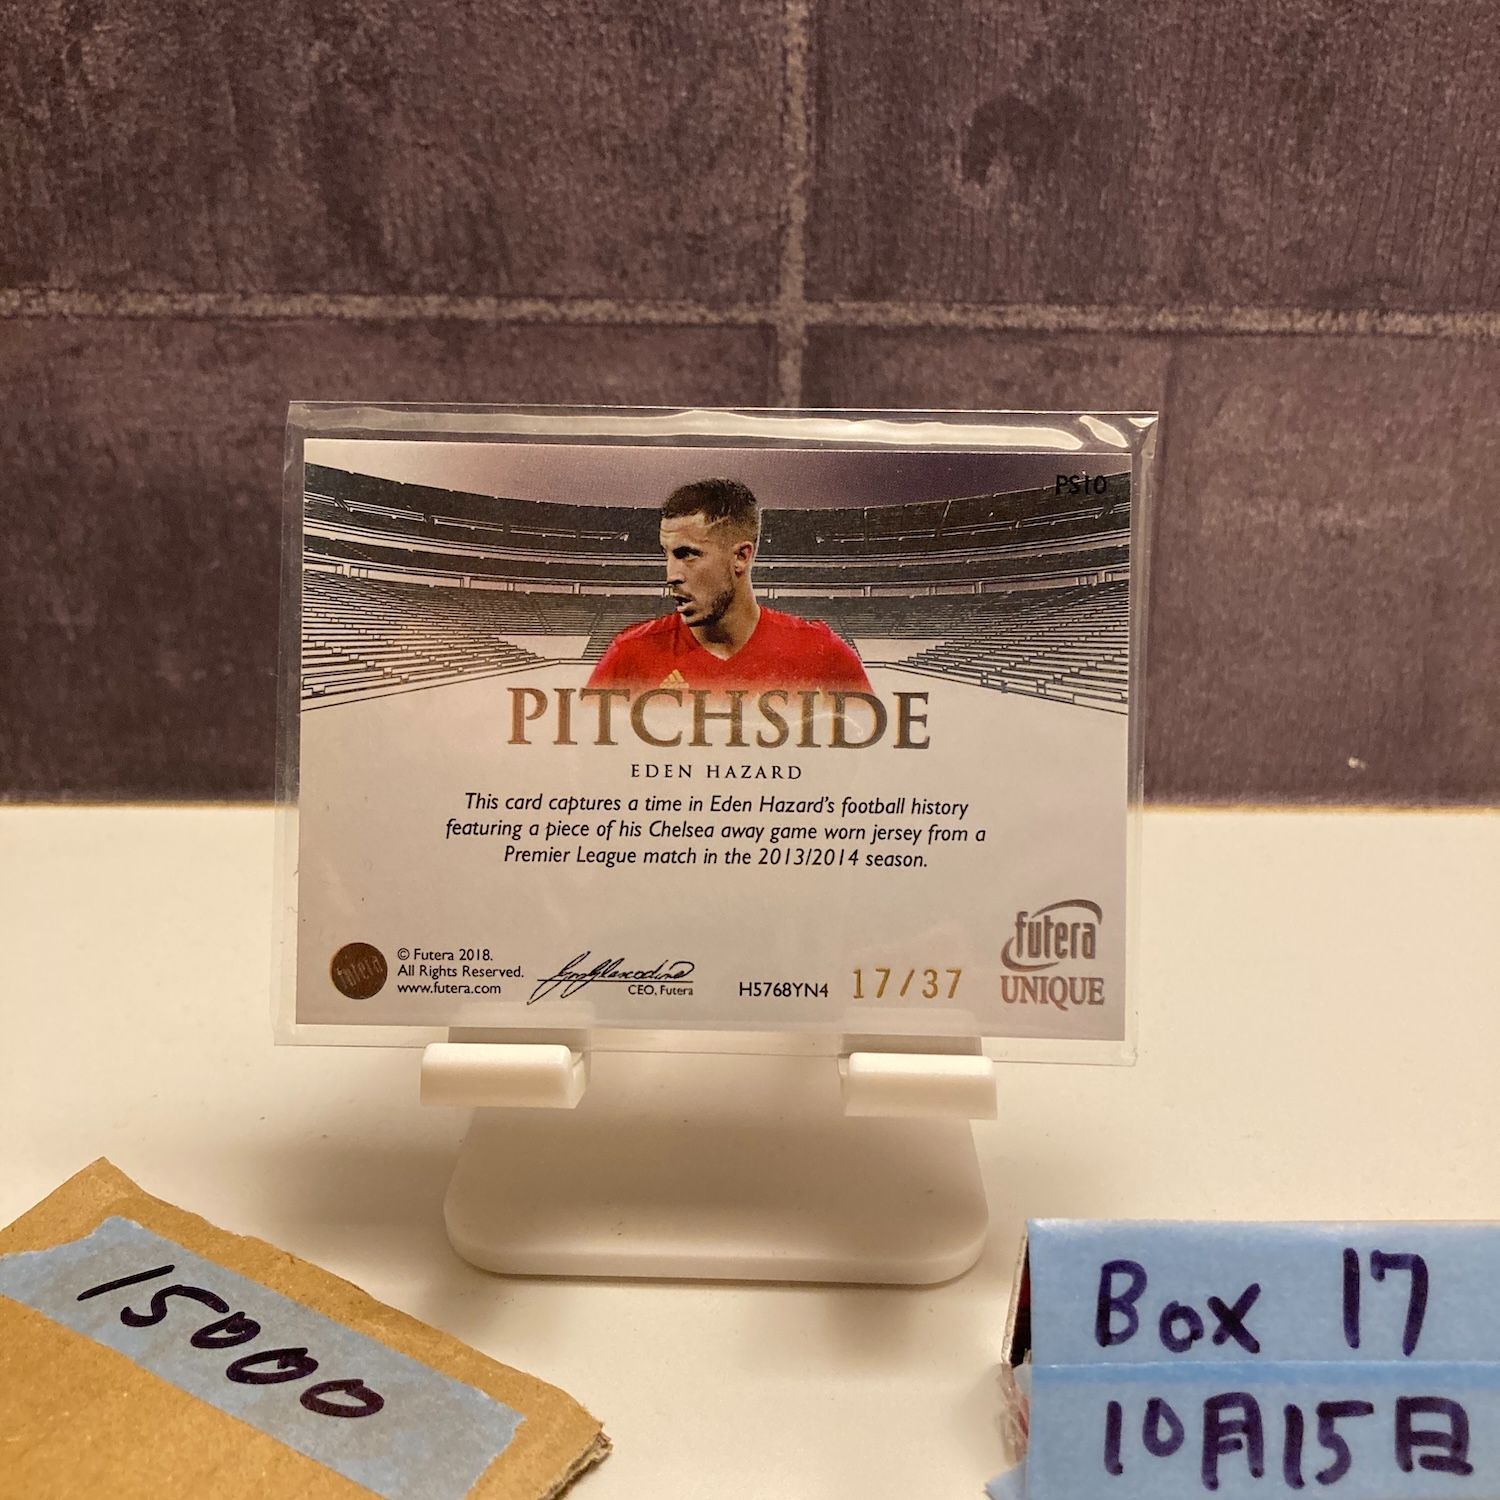 PS10
PITCHSIDE
EDEN HAZARD
This card captures a time in Eden Hazard's football history
featuring a piece of his Chelsea away game worn jersey from a
Premier League match in the 2013/2014 season.
futera
© Futera 2018.
All Rights Reserved.
www.futera.com
CEO, Futera
H5768YN4
17/37
futera
UNIQUE
15000
Box 17
10月15日